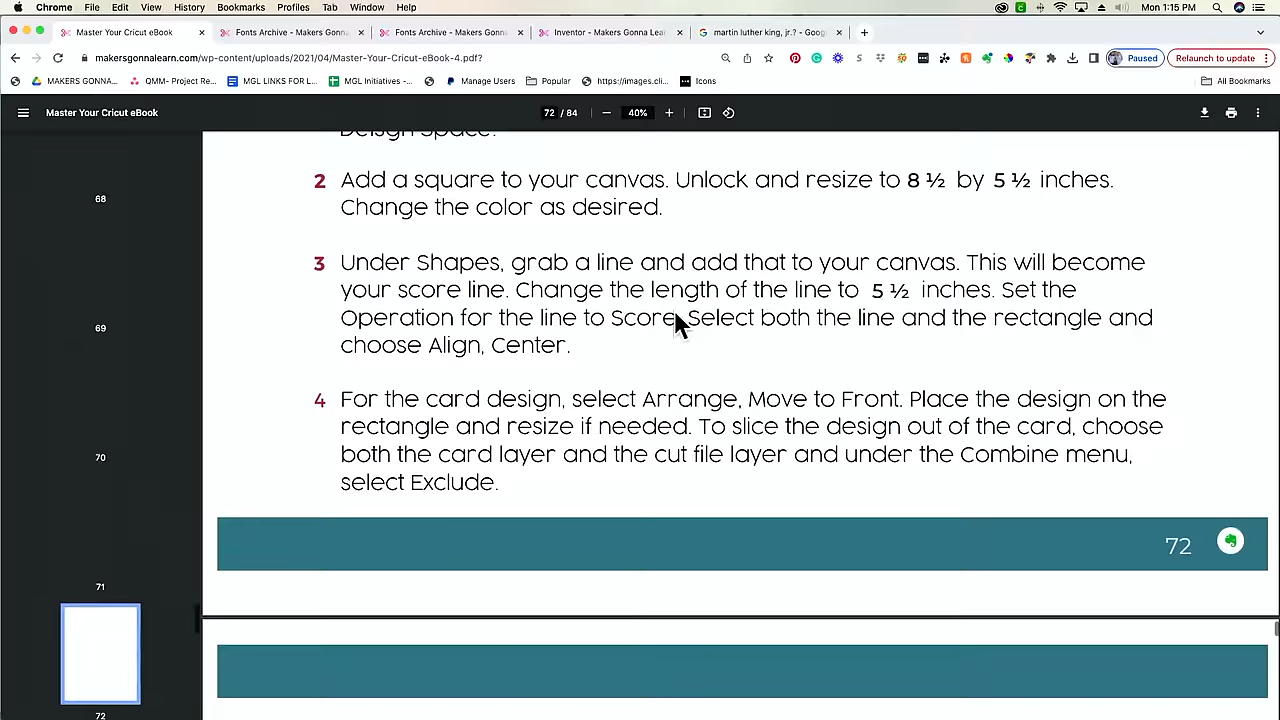 Chrome File Edit View History Bookmarks Profiles Tab Window Help Mon 1:15 PM
Master Your Cricut eBook × Fonts Archive - Makers Gonna × Fonts Archive - Makers Gonna × Inventor - Makers Gonna Lear × martin luther king, jr.? - Goog × +
makersgonnalearn.com/wp-content/uploads/2021/04/Master-Your-Cricut-eBook-4.pdf? Paused Relaunch to update
MAKERS GONNA... QMM- Project Re... MGL LINKS FOR L... MGL Initiatives -... Manage Users Popular https://images.cli... Icons All Bookmarks
Master Your Cricut eBook 72 / 84 − 40% +
Deisgn Space.
2 Add a square to your canvas. Unlock and resize to 8 ½ by 5 ½ inches.
Change the color as desired.
3 Under Shapes, grab a line and add that to your canvas. This will become
your score line. Change the length of the line to 5 ½ inches. Set the
Operation for the line to Score. Select both the line and the rectangle and
choose Align, Center.
4 For the card design, select Arrange, Move to Front. Place the design on the
rectangle and resize if needed. To slice the design out of the card, choose
both the card layer and the cut file layer and under the Combine menu,
select Exclude.
72
68
69
70
71
72